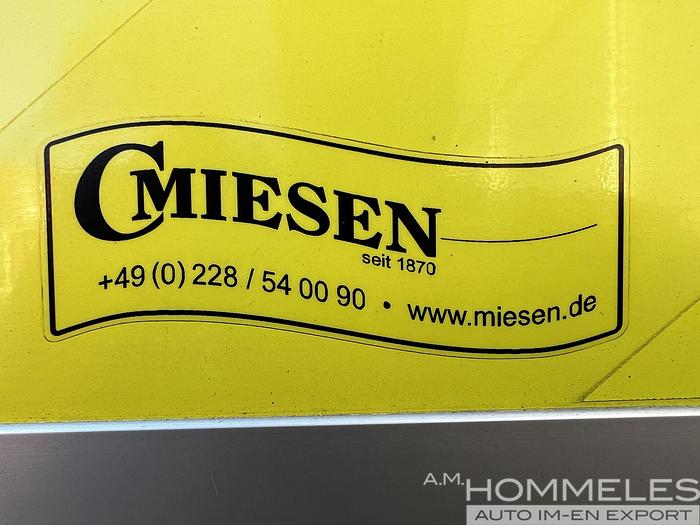 CMIESEN
seit 1870
+49 (0) 228 / 54 00 90 • www.miesen.de
A.M. HOMMELES
AUTO IM-EN EXPORT